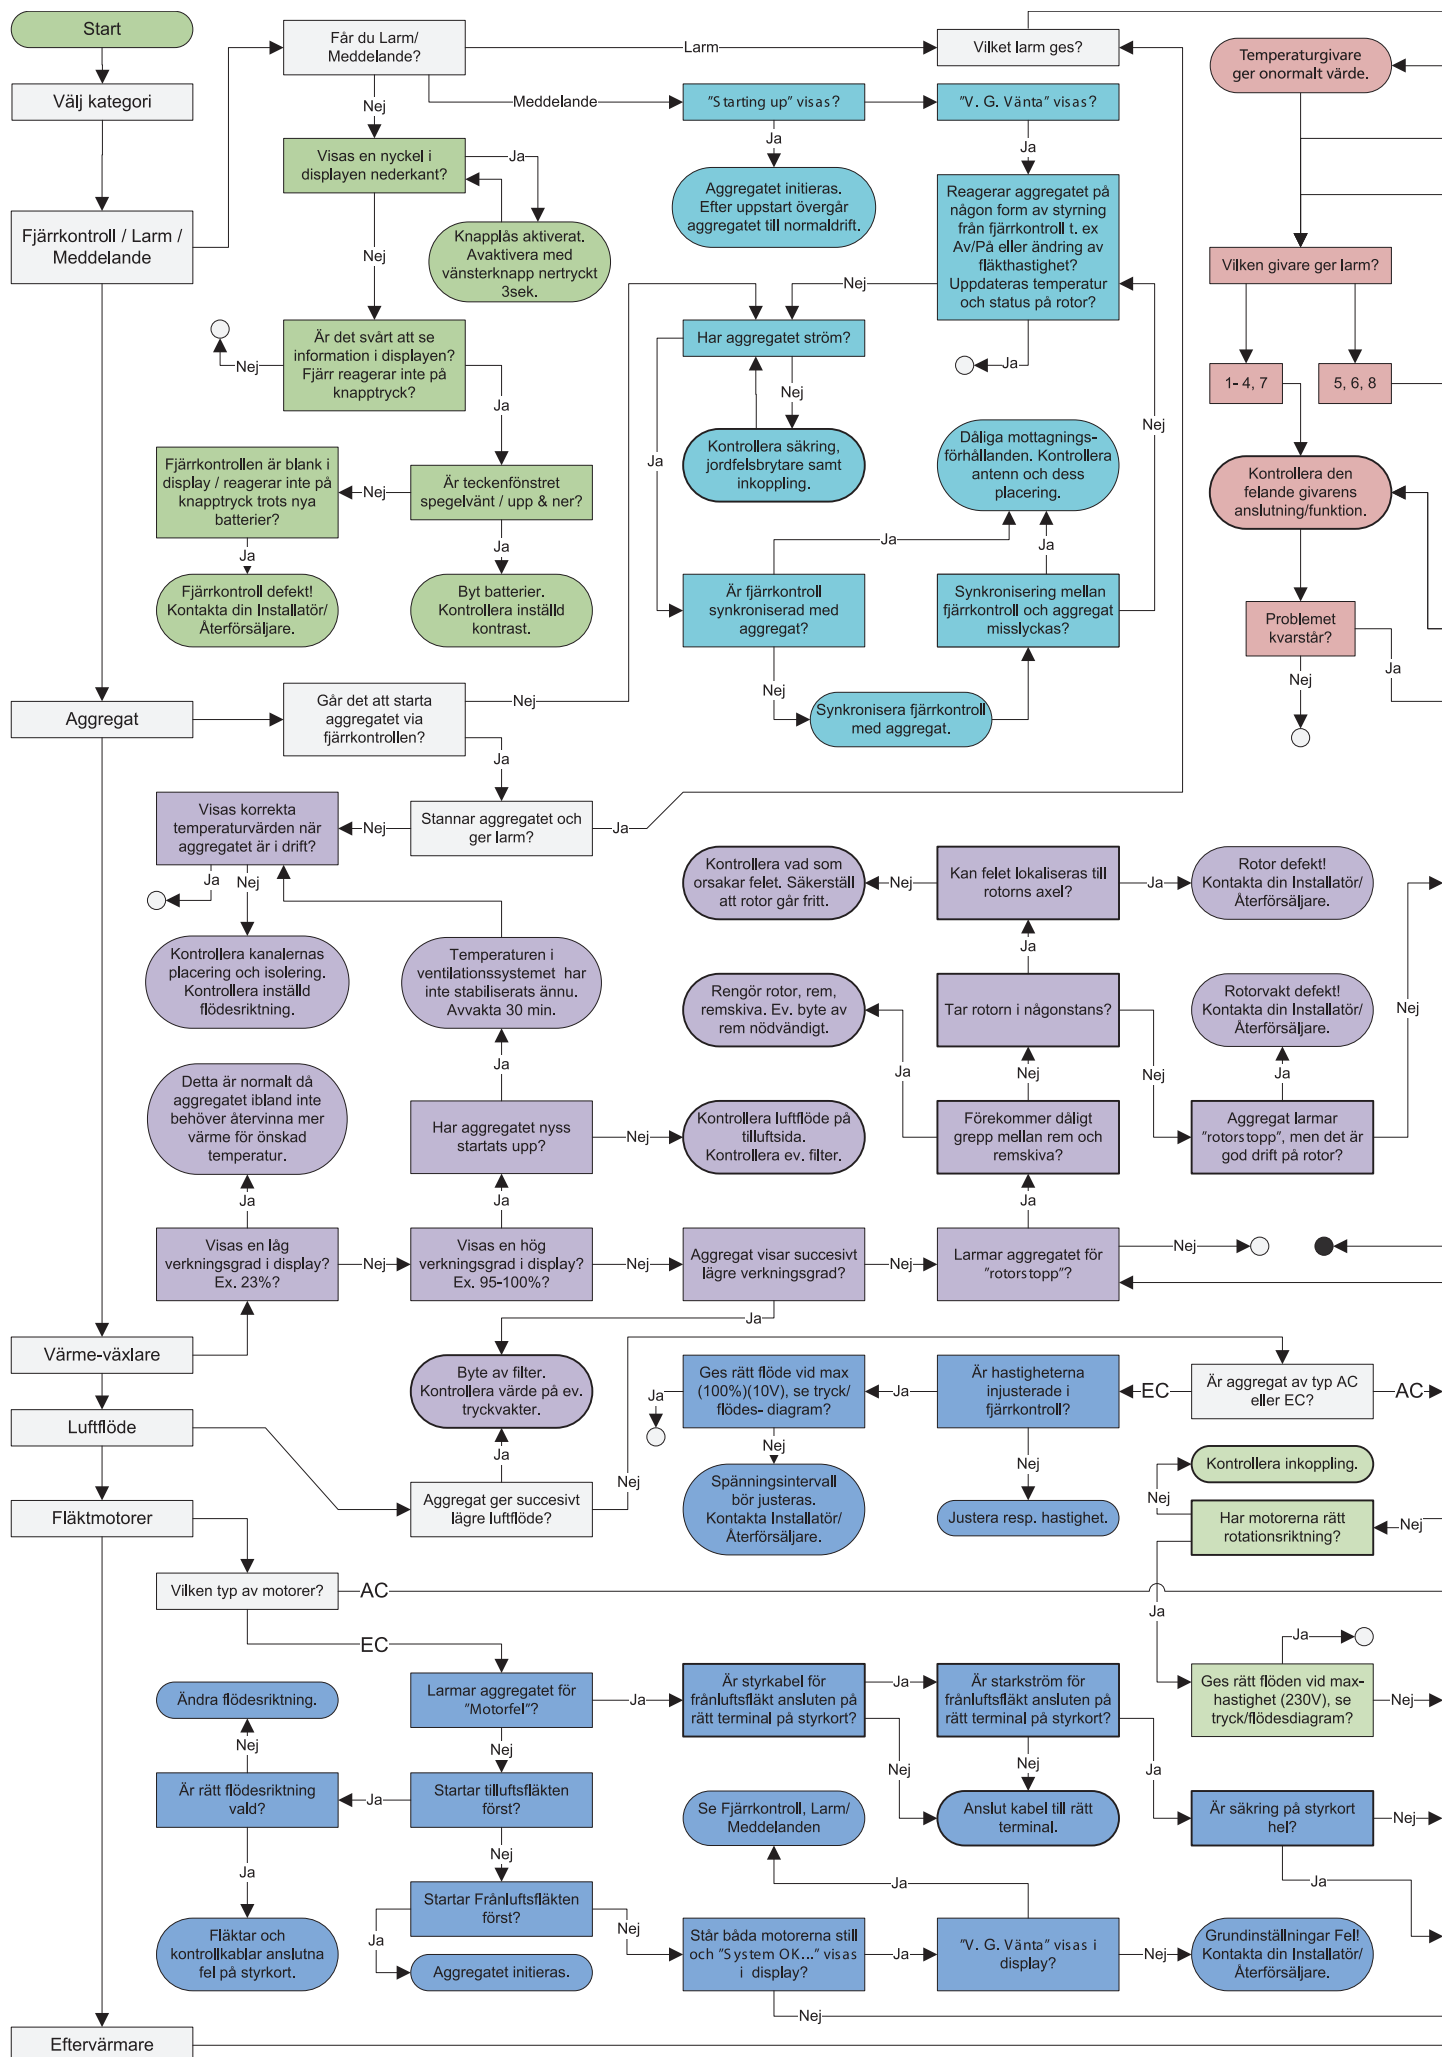 Start
Välj kategori
Fjärrkontroll / Larm /
Meddelande
Får du Larm/
Meddelande?
Larm
Vilket larm ges?
Temperaturgivare
ger onormalt värde.
Nej
Meddelande
"Starting up" visas?
"V. G. Vänta" visas?
Ja
Ja
Visas en nyckel i
displayen nederkant?
Ja
Aggregatet initieras.
Efter uppstart övergår
aggregatet till normaldrift.
Reagerar aggregatet på
någon form av styrning
från fjärrkontroll t. ex
Av/På eller ändring av
fläkthastighet?
Uppdateras temperatur
och status på rotor?
Knapplås aktiverat.
Avaktivera med
vänsterknapp nertryckt
3sek.
Nej
Nej
Vilken givare ger larm?
Är det svårt att se
information i displayen?
Fjärr reagerar inte på
knapptryck?
Nej
Har aggregatet ström?
Ja
1- 4, 7
5, 6, 8
Ja
Nej
Nej
Ja
Kontrollera säkring,
jordfelsbrytare samt
inkoppling.
Dåliga mottagnings-
förhållanden. Kontrollera
antenn och dess
placering.
Kontrollera den
felande givarens
anslutning/funktion.
Fjärrkontrollen är blank i
display / reagerar inte på
knapptryck trots nya
batterier?
Nej
Är teckenfönstret
spegelvänt / upp & ner?
Ja
Ja
Ja
Ja
Fjärrkontroll defekt!
Kontakta din Installatör/
Återförsäljare.
Byt batterier.
Kontrollera inställd
kontrast.
Är fjärrkontroll
synkroniserad med
aggregat?
Synkronisering mellan
fjärrkontroll och aggregat
misslyckas?
Problemet
kvarstår?
Ja
Nej
Nej
Synkronisera fjärrkontroll
med aggregat.
Aggregat
Går det att starta
aggregatet via
fjärrkontrollen?
Nej
Ja
Visas korrekta
temperaturvärden när
aggregatet är i drift?
Nej
Stannar aggregatet och
ger larm?
Ja
Ja
Nej
Kontrollera vad som
orsakar felet. Säkerställ
att rotor går fritt.
Nej
Kan felet lokaliseras till
rotorns axel?
Ja
Rotor defekt!
Kontakta din Installatör/
Återförsäljare.
Kontrollera kanalernas
placering och isolering.
Kontrollera inställd
flödesriktning.
Temperaturen i
ventilationssystemet har
inte stabiliserats ännu.
Avvakta 30 min.
Ja
Rengör rotor, rem,
remskiva. Ev. byte av
rem nödvändigt.
Tar rotorn i någonstans?
Rotorvakt defekt!
Kontakta din Installatör/
Återförsäljare.
Nej
Ja
Ja
Nej
Nej
Ja
Detta är normalt då
aggregatet ibland inte
behöver återvinna mer
värme för önskad
temperatur.
Har aggregatet nyss
startats upp?
Nej
Kontrollera luftflöde på
tilluftsida.
Kontrollera ev. filter.
Förekommer dåligt
grepp mellan rem och
remskiva?
Aggregat larmar
"rotorstopp", men det är
god drift på rotor?
Ja
Ja
Ja
Visas en låg
verkningsgrad i display?
Ex. 23%?
Nej
Visas en hög
verkningsgrad i display?
Ex. 95-100%?
Nej
Aggregat visar succesivt
lägre verkningsgrad?
Nej
Larmar aggregatet för
"rotorstopp"?
Nej
Ja
Värme-växlare
Byte av filter.
Kontrollera värde på ev.
tryckvakter.
Ja
Ges rätt flöde vid max
(100%)(10V), se tryck/
flödes- diagram?
Ja
Är hastigheterna
injusterade i
fjärrkontroll?
EC
Är aggregat av typ AC
eller EC?
AC
Luftflöde
Ja
Nej
Nej
Nej
Kontrollera inkoppling.
Aggregat ger succesivt
lägre luftflöde?
Spänningsintervall
bör justeras.
Kontakta Installatör/
Återförsäljare.
Justera resp. hastighet.
Nej
Har motorerna rätt
rotationsriktning?
Nej
Fläktmotorer
Vilken typ av motorer?
AC
Ja
EC
Ja
Ändra flödesriktning.
Larmar aggregatet för
"Motorfel"?
Ja
Är styrkabel för
frånluftsfläkt ansluten på
rätt terminal på styrkort?
Ja
Är starkström för
frånluftsfläkt ansluten på
rätt terminal på styrkort?
Ges rätt flöden vid max-
hastighet (230V), se
tryck/flödesdiagram?
Nej
Nej
Nej
Nej
Nej
Ja
Är rätt flödesriktning
vald?
Ja
Startar tilluftsfläkten
först?
Se Fjärrkontroll, Larm/
Meddelanden
Anslut kabel till rätt
terminal.
Är säkring på styrkort
hel?
Nej
Ja
Nej
Ja
Ja
Startar Frånluftsfläkten
först?
Ja
Nej
Fläktar och
kontrollkablar anslutna
fel på styrkort.
Aggregatet initieras.
Står båda motorerna still
och "System OK..." visas
i display?
Ja
"V. G. Vänta" visas i
display?
Nej
Grundinställningar Fel!
Kontakta din Installatör/
Återförsäljare.
Nej
Eftervärmare